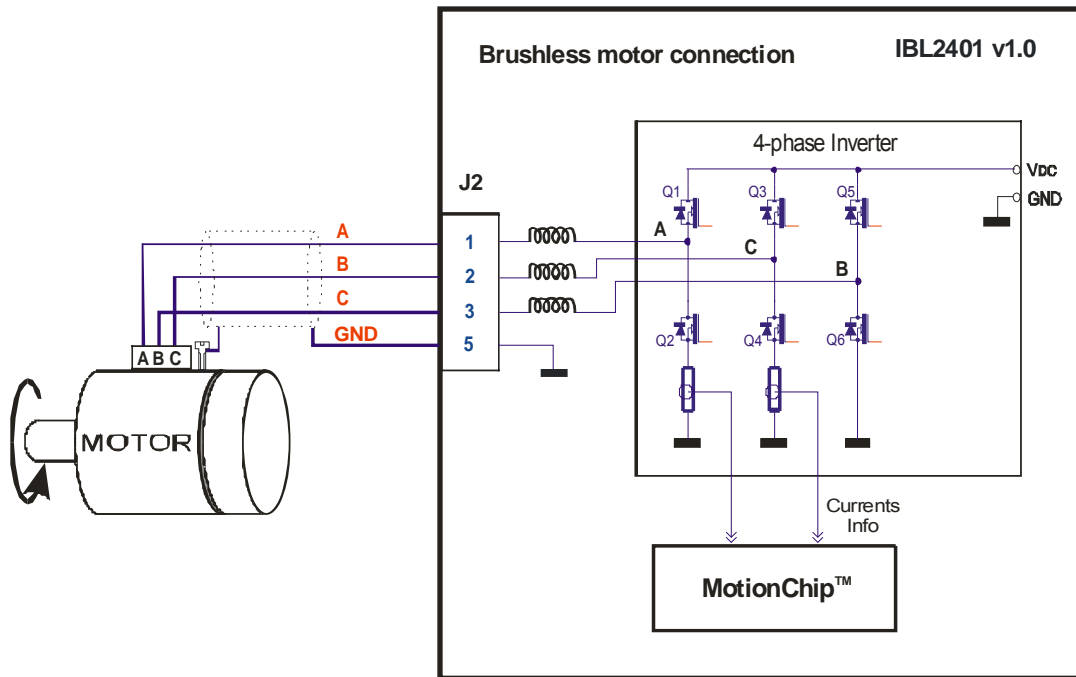 Brushless motor connection
IBL2401 v1.0
4-phase Inverter
VDC
GND
J2
Q1
Q3
Q5
A
1
A
B
2
C
B
C
3
GND
5
Q2
Q4
Q6
A B C
MOTOR
Currents
Info
MotionChip™